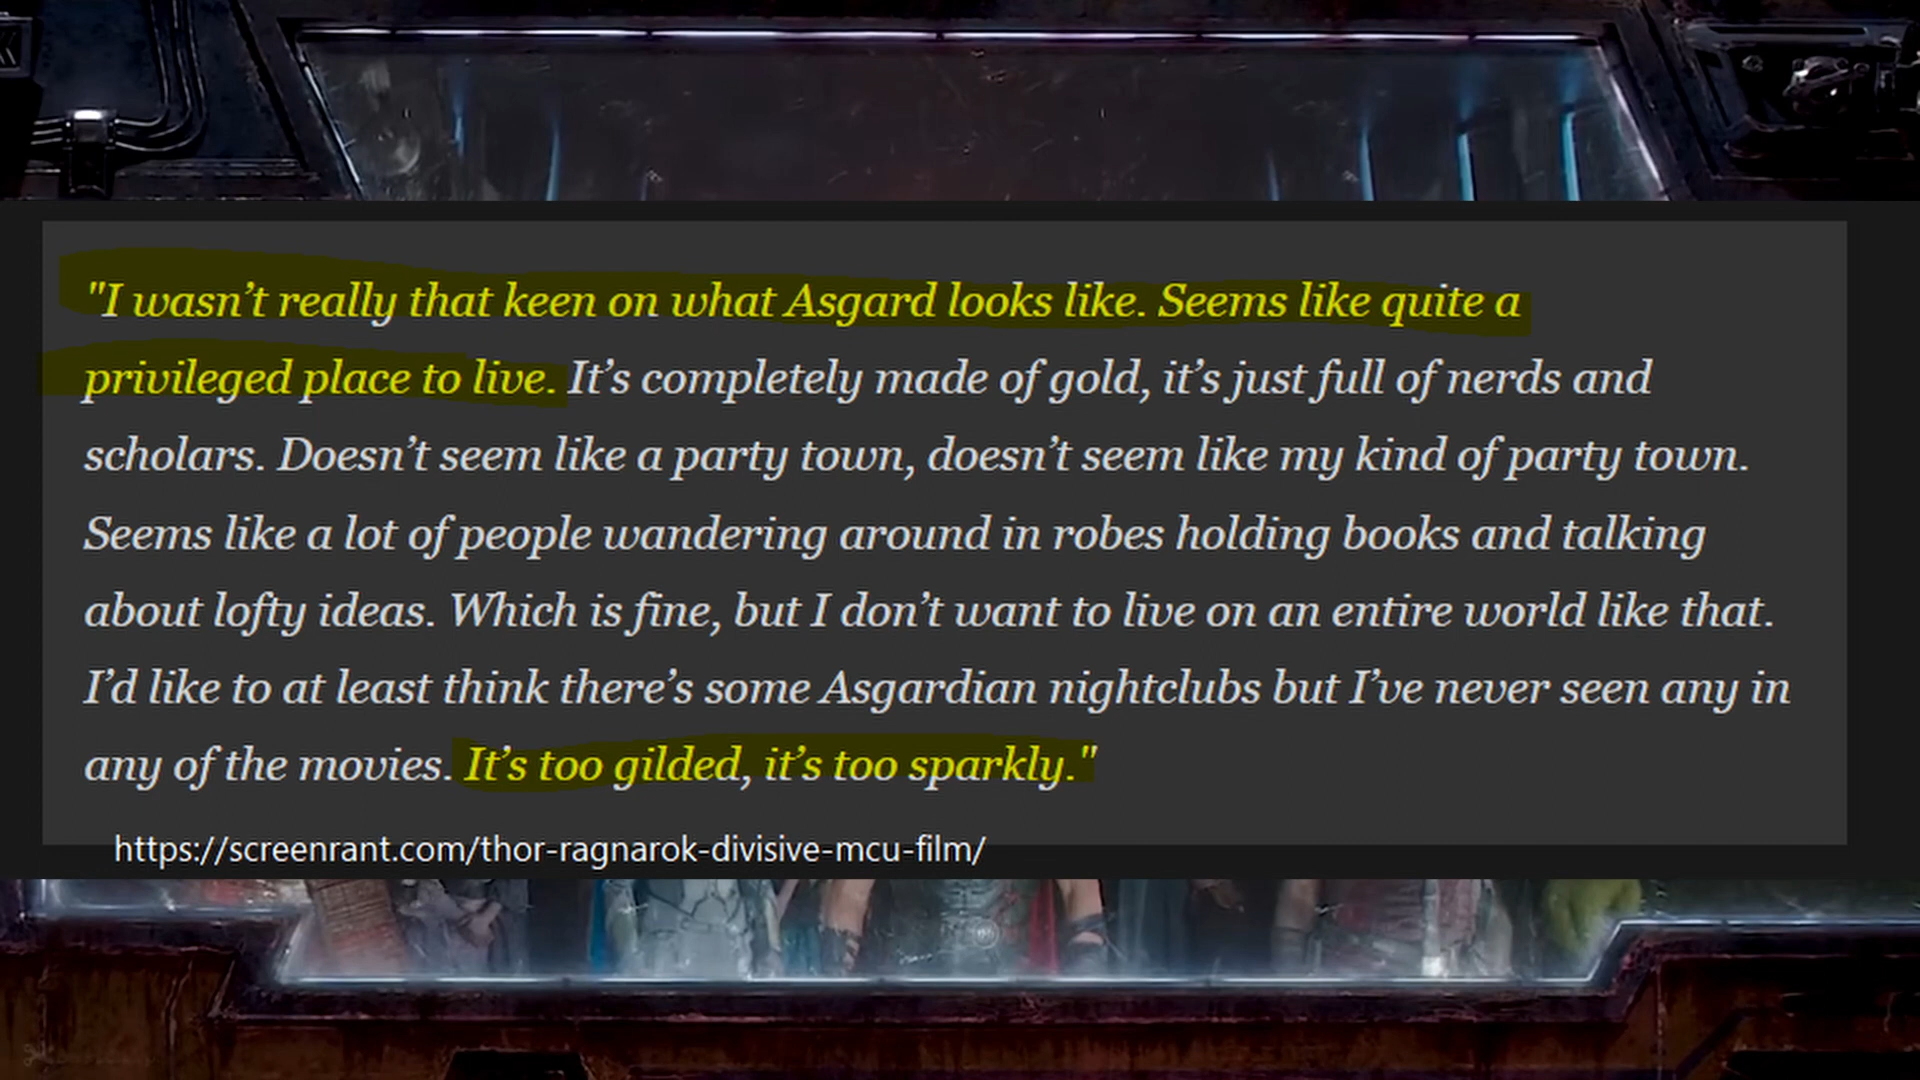 "I wasn’t really that keen on what Asgard looks like. Seems like quite a
privileged place to live. It’s completely made of gold, it’s just full of nerds and
scholars. Doesn’t seem like a party town, doesn’t seem like my kind of party town.
Seems like a lot of people wandering around in robes holding books and talking
about lofty ideas. Which is fine, but I don’t want to live on an entire world like that.
I’d like to at least think there’s some Asgardian nightclubs but I’ve never seen any in
any of the movies. It’s too gilded, it’s too sparkly."
https://screenrant.com/thor-ragnarok-divisive-mcu-film/